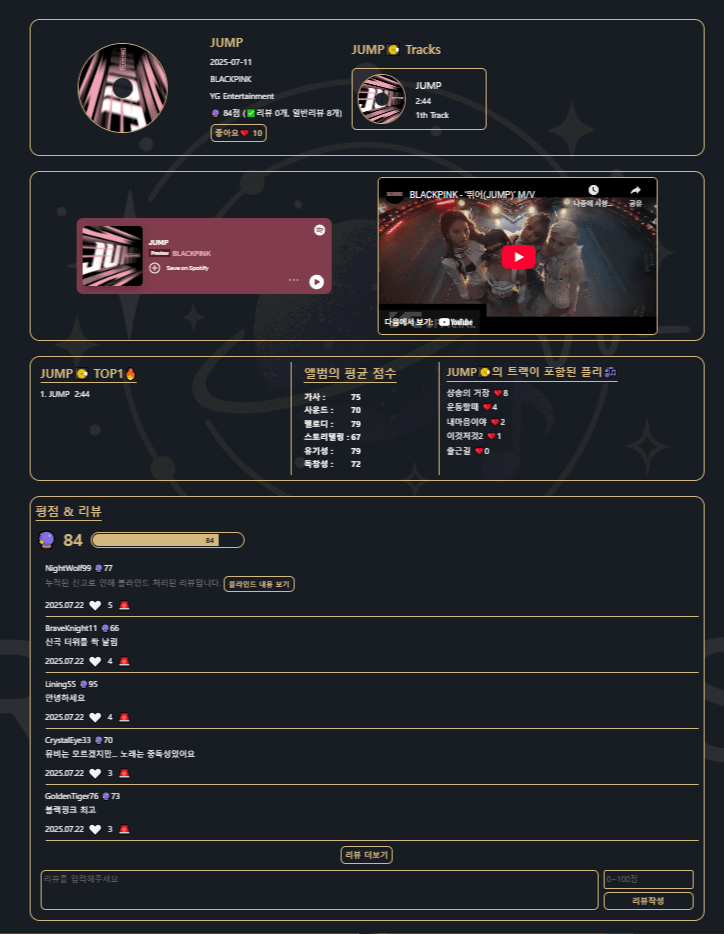 JUMP
2025-07-11
BLACKPINK
YG Entertainment
84점 (✅리뷰 0개, 일반리뷰 8개)
좋아요❤️ 10
JUMP Tracks
JUMP
2:44
1th Track
JUMP
Preview BLACKPINK
Save on Spotify
BLACKPINK - '뛰어(JUMP)' M/V
나중에 시청...
공유
다음에서 보기: YouTube
JUMP TOP1🔥
1. JUMP 2:44
앨범의 평균 점수
가사 : 75
사운드 : 70
멜로디 : 79
스토리텔링 : 67
유기성 : 79
독창성 : 72
JUMP의 트랙이 포함된 플리🎶
상승의 거장 ❤️8
운동할때 ❤️4
내마음이야 ❤️2
이것저것2 ❤️1
출근길 ❤️0
평점 & 리뷰
🔮 84
84
NightWolf99 🔮77
누적된 신고로 인해 블라인드 처리된 리뷰입니다. 블라인드 내용 보기
2025.07.22 🤍 5 🚨
BraveKnight11 🔮66
신곡 더위를 싹 날림
2025.07.22 🤍 4 🚨
Lining55 🔮95
안녕하세요
2025.07.22 🤍 4 🚨
CrystalEye33 🔮70
뮤비는 모르겠지만... 노래는 중독성있어요
2025.07.22 🤍 3 🚨
GoldenTiger76 🔮73
블랙핑크 최고
2025.07.22 🤍 3 🚨
리뷰 더보기
리뷰를 입력해주세요
0~100점
리뷰작성